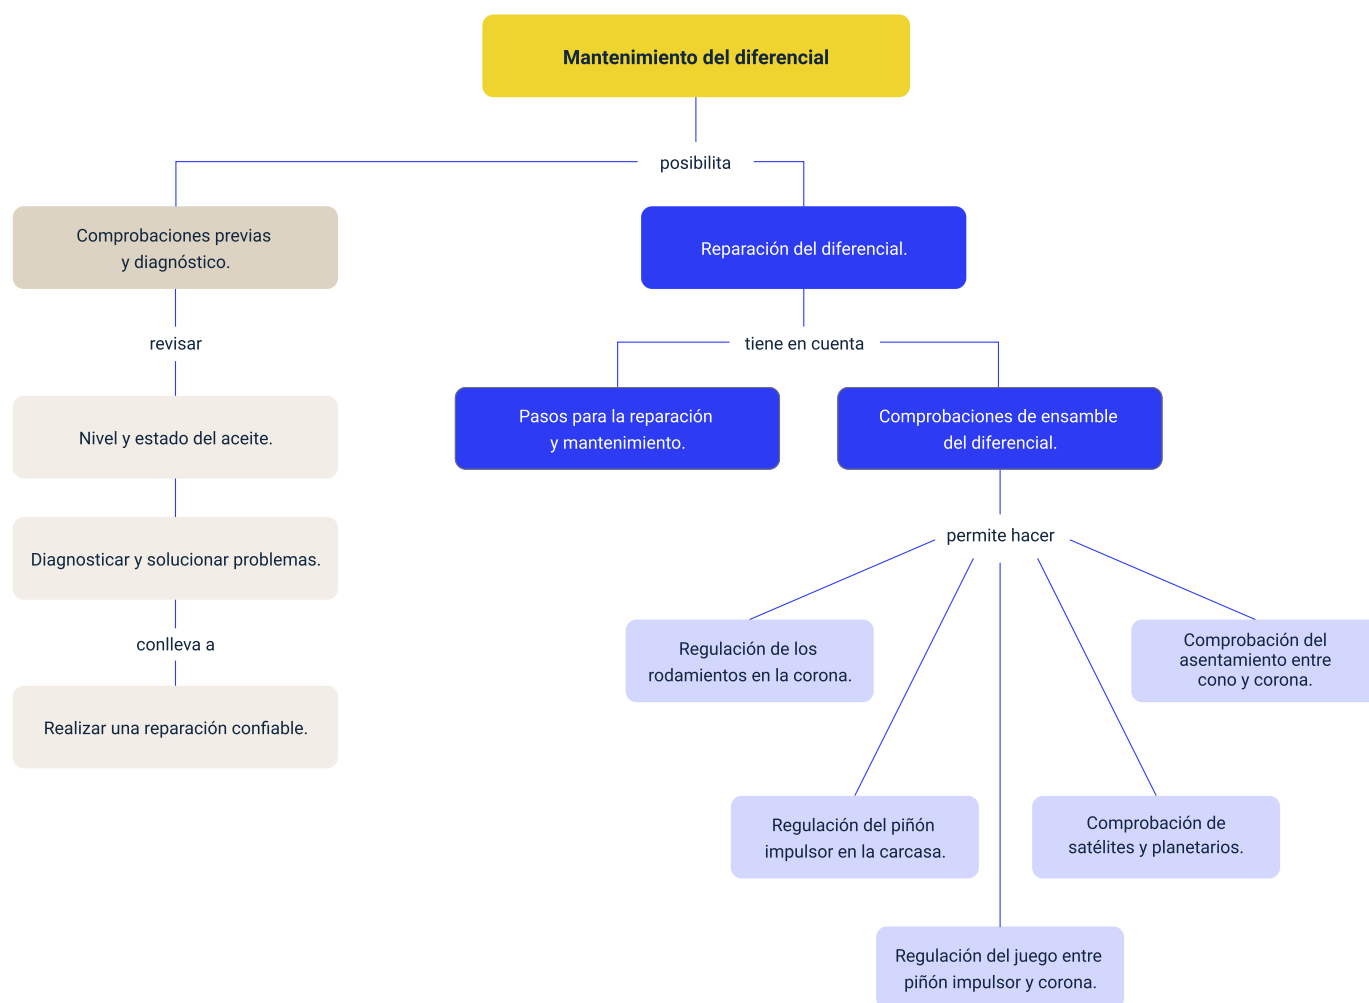 Mantenimiento del diferencial
posibilita
Comprobaciones previas
y diagnóstico.
revisar
Nivel y estado del aceite.
Diagnosticar y solucionar problemas.
conlleva a
Realizar una reparación confiable.
Reparación del diferencial.
tiene en cuenta
Pasos para la reparación
y mantenimiento.
Comprobaciones de ensamble
del diferencial.
permite hacer
Regulación de los
rodamientos en la corona.
Regulación del piñón
impulsor en la carcasa.
Regulación del juego entre
piñón impulsor y corona.
Comprobación de
satélites y planetarios.
Comprobación del
asentamiento entre
cono y corona.